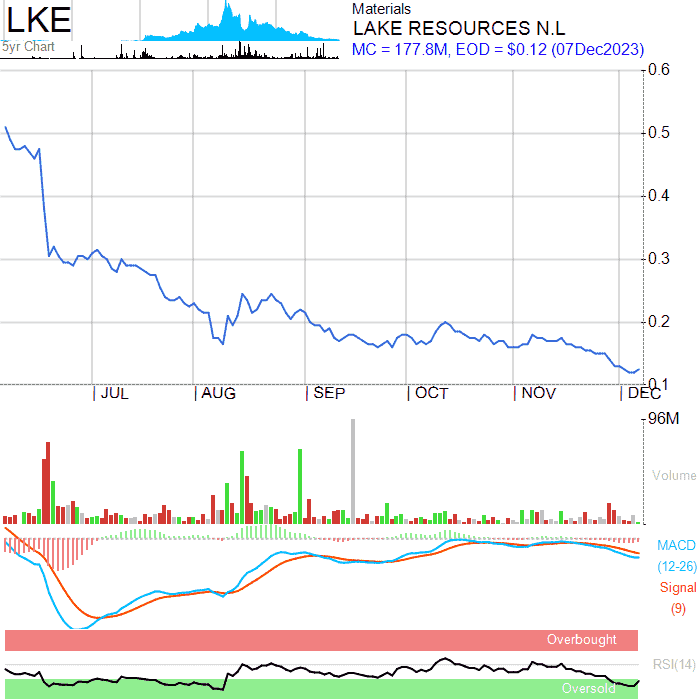 LKE
5yr Chart
Materials
LAKE RESOURCES N.L
MC = 177.8M, EOD = $0.12 (07Dec2023)
0.6
0.5
0.4
0.3
0.2
0.1
JUL AUG SEP OCT NOV DEC
96M
Volume
MACD
(12-26)
Signal
(9)
Overbought
RSI(14)
Oversold